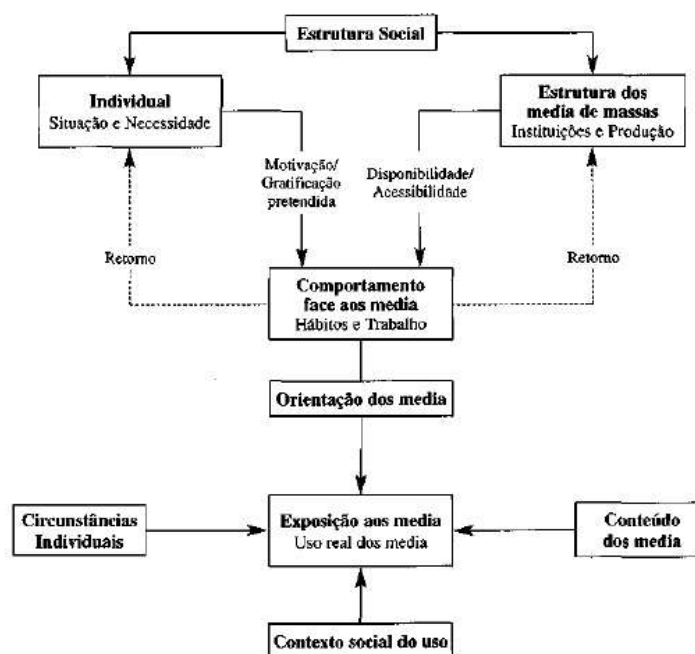 Estrutura Social
Individual
Situação e Necessidade
Estrutura dos
media de massas
Instituições e Produção
Motivação/
Gratificação
pretendida
Disponibilidade/
Acessibilidade
Retorno
Retorno
Comportamento
face aos media
Hábitos e Trabalho
Orientação dos media
Circunstâncias
Individuais
Exposição aos media
Uso real dos media
Conteúdo
dos media
Contexto social do uso